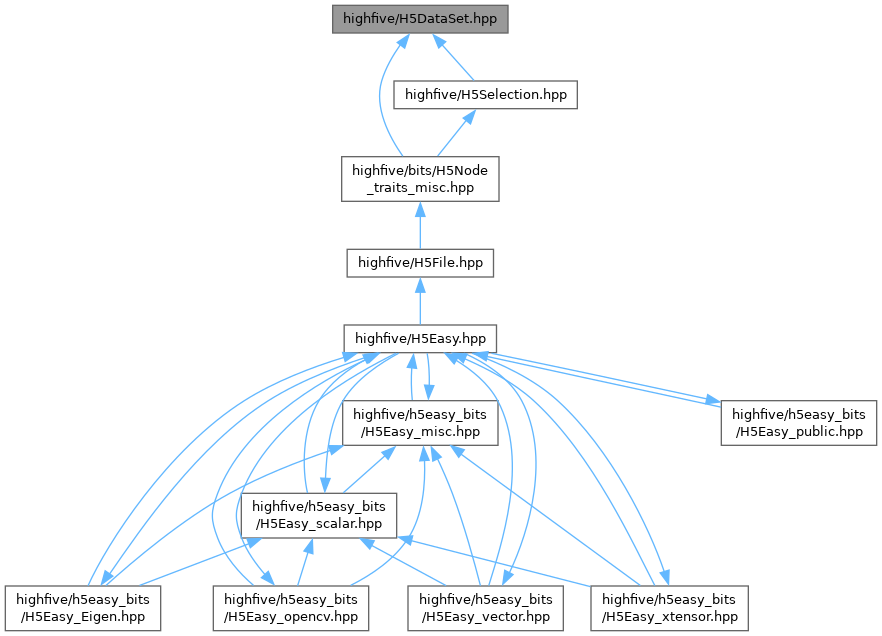 highfive/H5DataSet.hpp
highfive/H5Selection.hpp
highfive/bits/H5Node
_traits_misc.hpp
highfive/H5File.hpp
highfive/H5Easy.hpp
highfive/h5easy_bits
/H5Easy_misc.hpp
highfive/h5easy_bits
/H5Easy_public.hpp
highfive/h5easy_bits
/H5Easy_scalar.hpp
highfive/h5easy_bits
/H5Easy_Eigen.hpp
highfive/h5easy_bits
/H5Easy_opencv.hpp
highfive/h5easy_bits
/H5Easy_vector.hpp
highfive/h5easy_bits
/H5Easy_xtensor.hpp